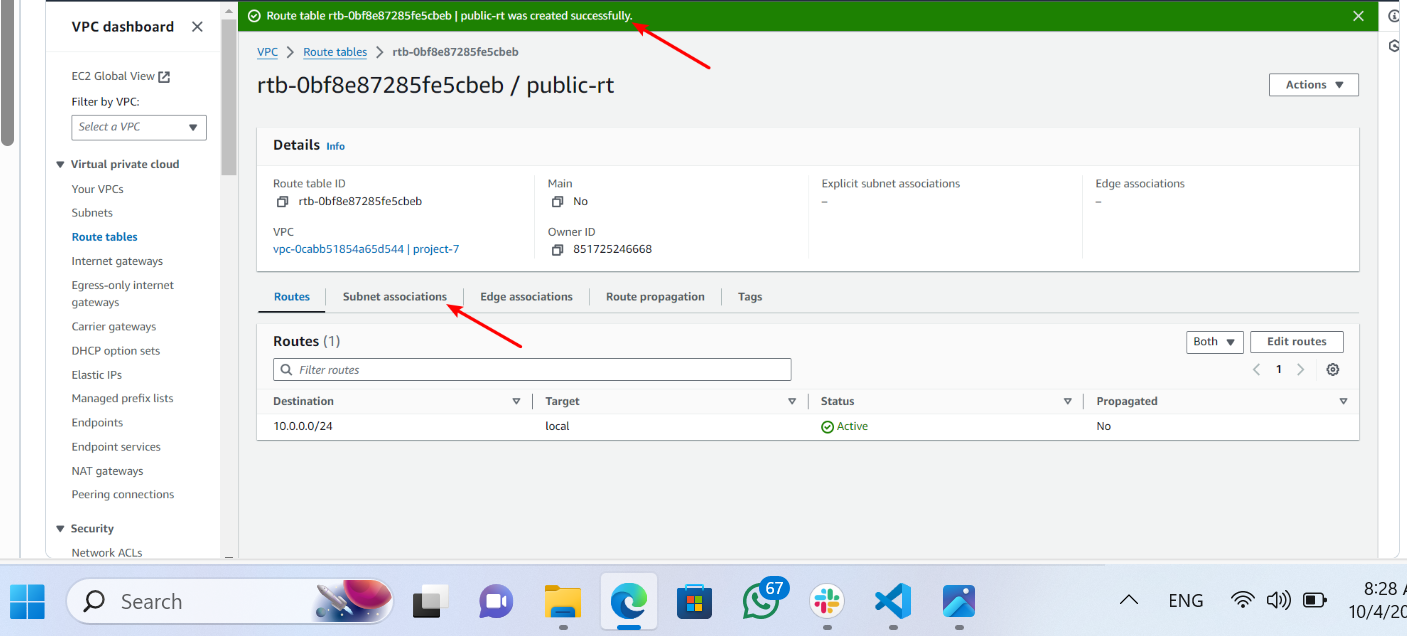 VPC dashboard
EC2 Global View
Filter by VPC:
Select a VPC
Virtual private cloud
Your VPCs
Subnets
Route tables
Internet gateways
Egress-only internet
gateways
Carrier gateways
DHCP option sets
Elastic IPs
Managed prefix lists
Endpoints
Endpoint services
NAT gateways
Peering connections
Security
Network ACLs
Route table rtb-0bf8e87285fe5cbeb | public-rt was created successfully.
VPC > Route tables > rtb-0bf8e87285fe5cbeb
rtb-0bf8e87285fe5cbeb / public-rt
Actions
Details Info
Route table ID
rtb-0bf8e87285fe5cbeb
Main
No
Explicit subnet associations
–
Edge associations
–
VPC
vpc-0cabb51854a65d544 | project-7
Owner ID
851725246668
Routes Subnet associations Edge associations Route propagation Tags
Routes (1)
Both Edit routes
Filter routes
1
Destination Target Status Propagated
10.0.0.0/24 local Active No
Search
67
ENG
8:28
10/4/20